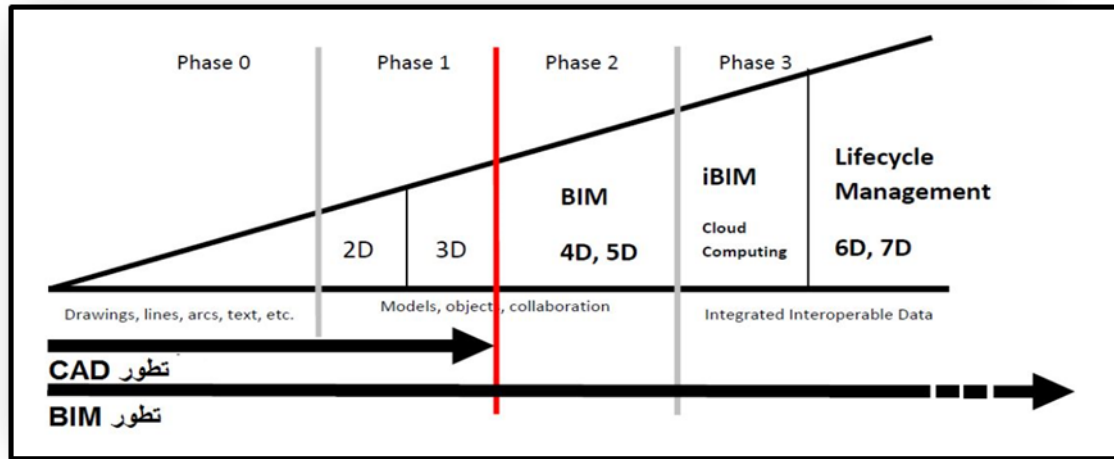 Phase 0
Phase 1
Phase 2
Phase 3
2D
3D
BIM
4D, 5D
iBIM
Cloud
Computing
Lifecycle
Management
6D, 7D
Drawings, lines, arcs, text, etc.
Models, objects, collaboration
Integrated Interoperable Data
تطور CAD
تطور BIM